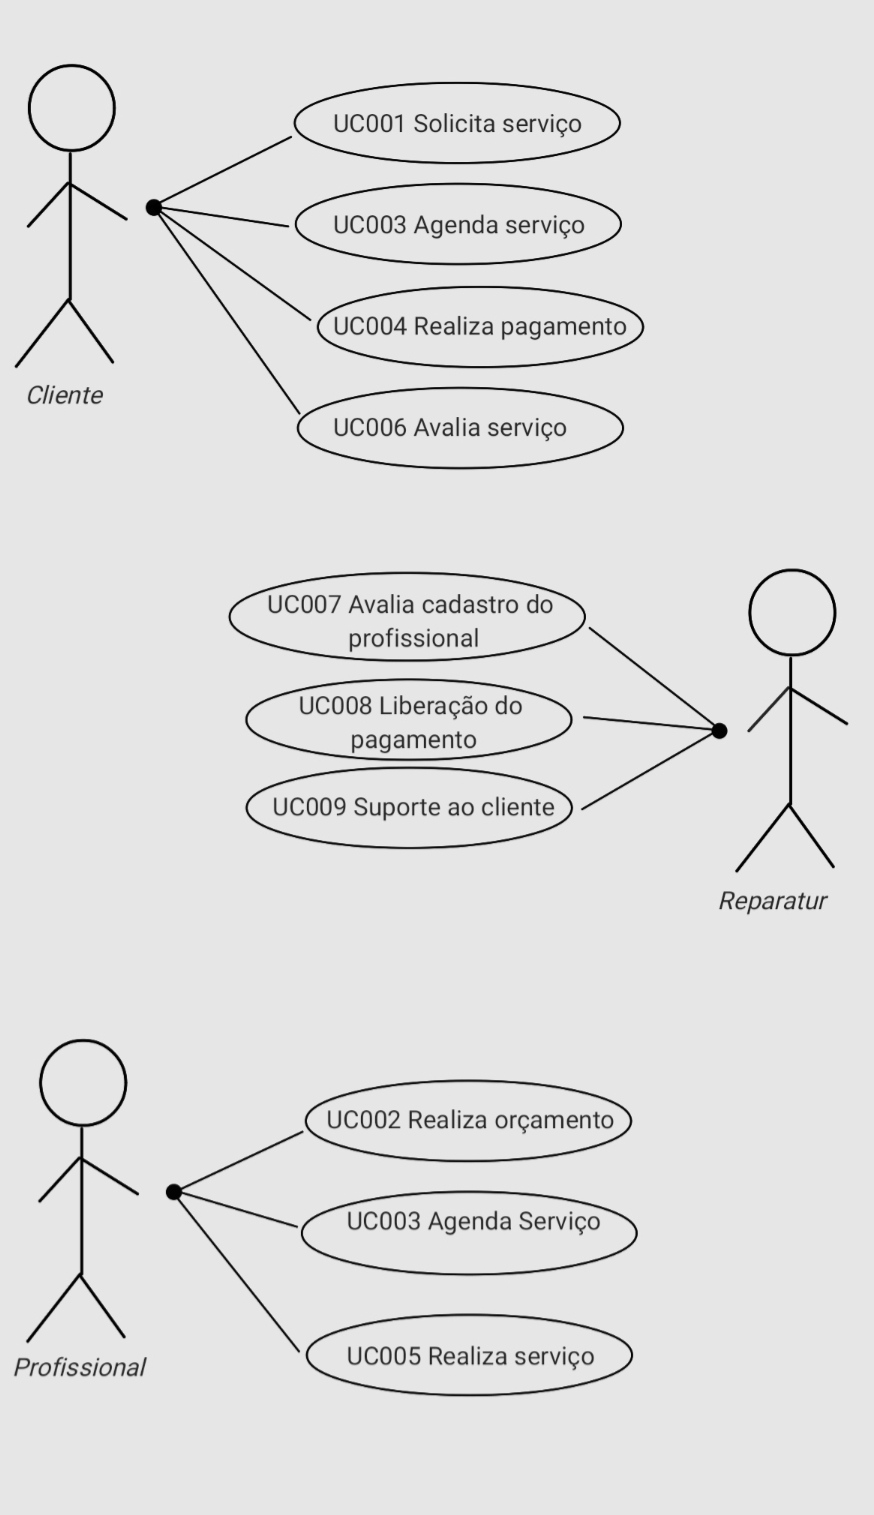 UC001 Solicita serviço
UC003 Agenda serviço
UC004 Realiza pagamento
Cliente
UC006 Avalia serviço
UC007 Avalia cadastro do
profissional
UC008 Liberação do
pagamento
UC009 Suporte ao cliente
Reparatur
UC002 Realiza orçamento
UC003 Agenda Serviço
UC005 Realiza serviço
Profissional